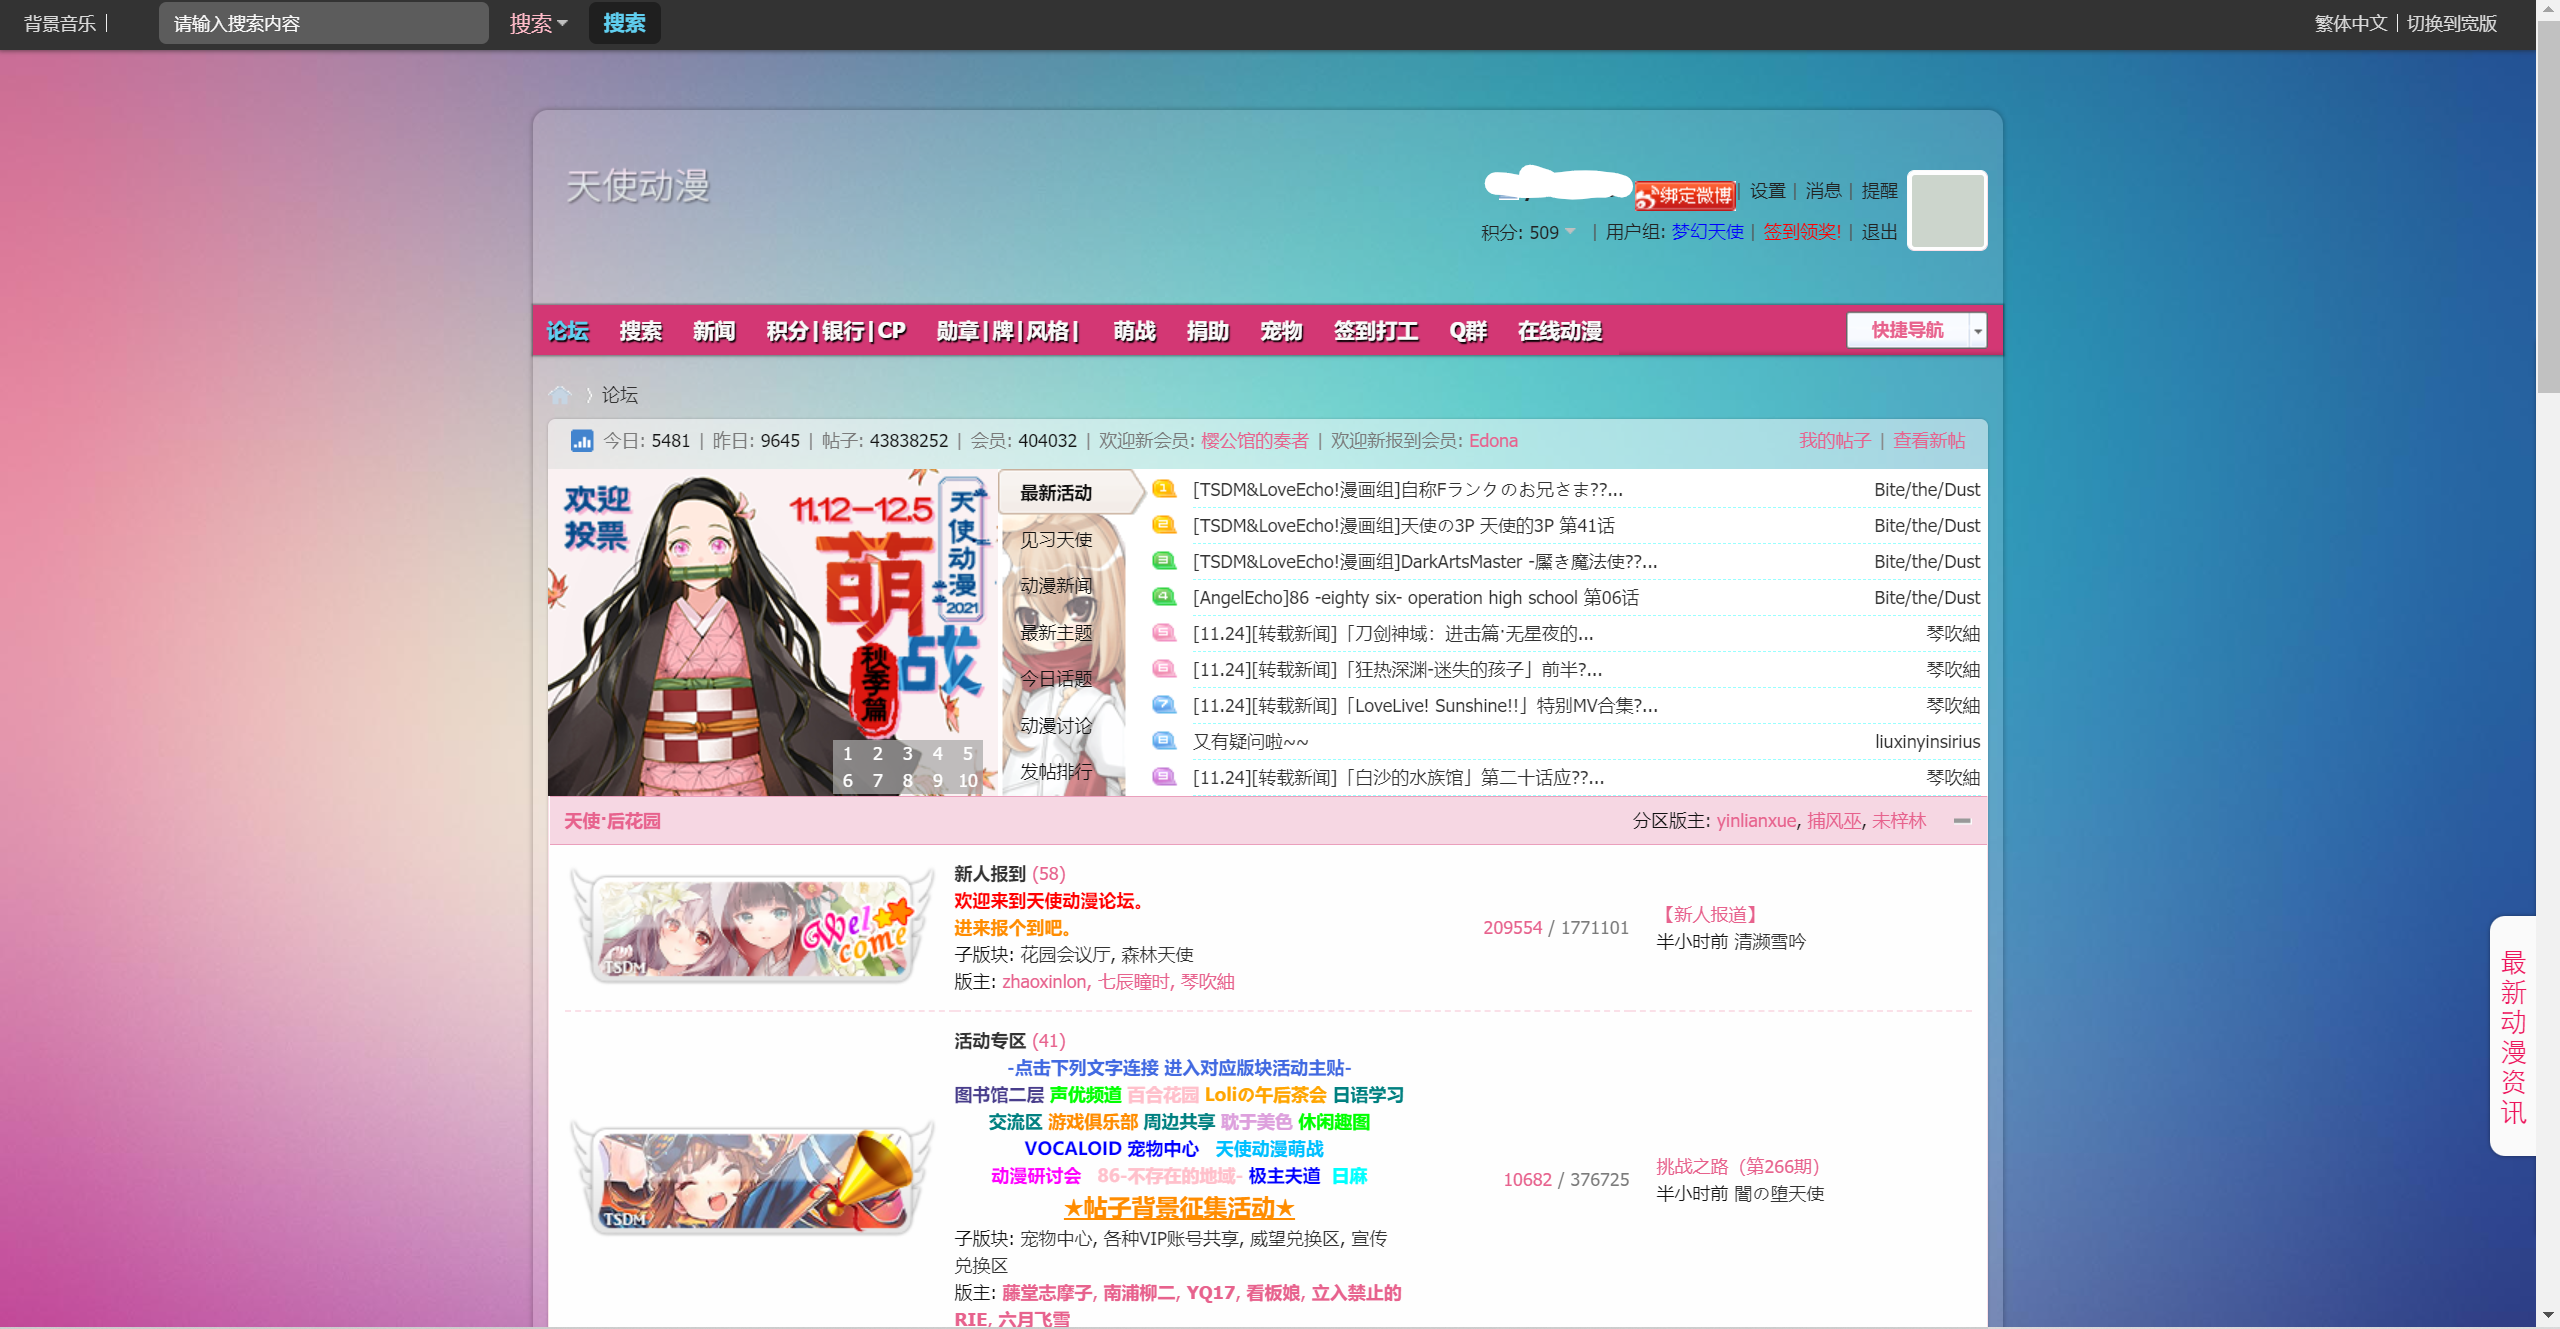 背景音乐 |
请输入搜索内容
搜索
搜索
繁体中文 | 切换到宽版
天使动漫
绑定微博 | 设置 | 消息 | 提醒
积分: 509 | 用户组: 梦幻天使 | 签到领奖! | 退出
论坛 搜索 新闻 积分|银行|CP 勋章|牌|风格| 萌战 捐助 宠物 签到打工 Q群 在线动漫
快捷导航
› 论坛
今日: 5481 | 昨日: 9645 | 帖子: 43838252 | 会员: 404032 | 欢迎新会员: 樱公馆的奏者 | 欢迎新报到会员: Edona
我的帖子 | 查看新帖
欢迎
投票
11.12—12.5
天使动漫
2021
萌战
秋季篇
1 2 3 4 5
6 7 8 9 10
最新活动
见习天使
动漫新闻
最新主题
今日话题
动漫讨论
发帖排行
1 [TSDM&LoveEcho!漫画组]自称Fランクのお兄さま??... Bite/the/Dust
2 [TSDM&LoveEcho!漫画组]天使の3P 天使的3P 第41话 Bite/the/Dust
3 [TSDM&LoveEcho!漫画组]DarkArtsMaster -黶き魔法使??... Bite/the/Dust
4 [AngelEcho]86 -eighty six- operation high school 第06话 Bite/the/Dust
5 [11.24][转载新闻]「刀剑神域：进击篇·无星夜的... 琴吹紬
6 [11.24][转载新闻]「狂热深渊-迷失的孩子」前半?... 琴吹紬
7 [11.24][转载新闻]「LoveLive! Sunshine!!」特别MV合集?... 琴吹紬
8 又有疑问啦~~ liuxinyinsirius
9 [11.24][转载新闻]「白沙的水族馆」第二十话应??... 琴吹紬
天使·后花园
分区版主: yinlianxue, 捕风巫, 未梓林
Welcome
TSDM
新人报到 (58)
欢迎来到天使动漫论坛。
进来报个到吧。
子版块: 花园会议厅, 森林天使
版主: zhaoxinlon, 七辰瞳时, 琴吹紬
209554 / 1771101
【新人报道】
半小时前 清濒雪吟
TSDM
活动专区 (41)
-点击下列文字连接 进入对应版块活动主贴-
图书馆二层 声优频道 百合花园 Loliの午后茶会 日语学习
交流区 游戏俱乐部 周边共享 耽于美色 休闲趣图
VOCALOID 宠物中心 天使动漫萌战
动漫研讨会 86-不存在的地域- 极主夫道 日麻
★帖子背景征集活动★
子版块: 宠物中心, 各种VIP账号共享, 威望兑换区, 宣传
兑换区
版主: 藤堂志摩子, 南浦柳二, YQ17, 看板娘, 立入禁止的
RIE, 六月飞雪
10682 / 376725
挑战之路（第266期）
半小时前 闇の堕天使
最新动漫资讯